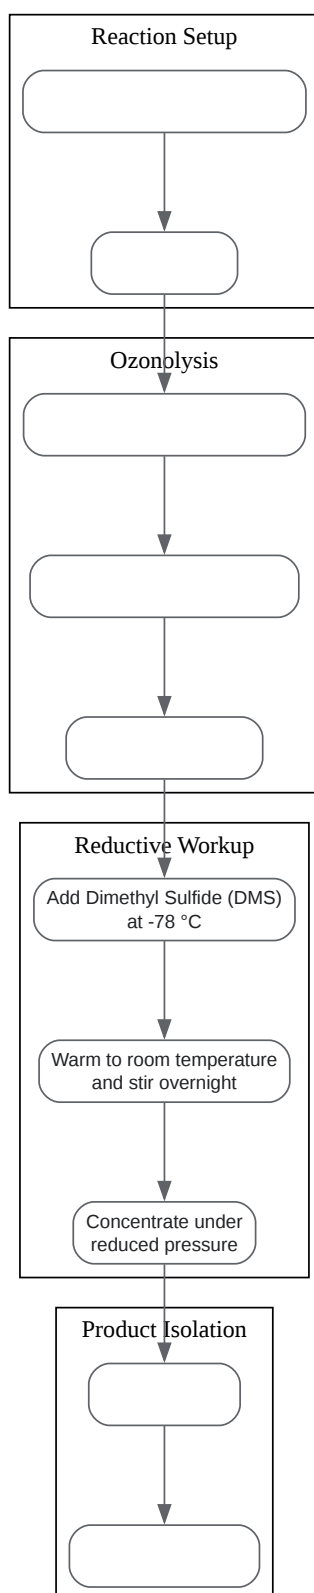 Reaction Setup
Ozonolysis
Reductive Workup
Add Dimethyl Sulfide (DMS)
at -78 °C
Warm to room temperature
and stir overnight
Concentrate under
reduced pressure
Product Isolation